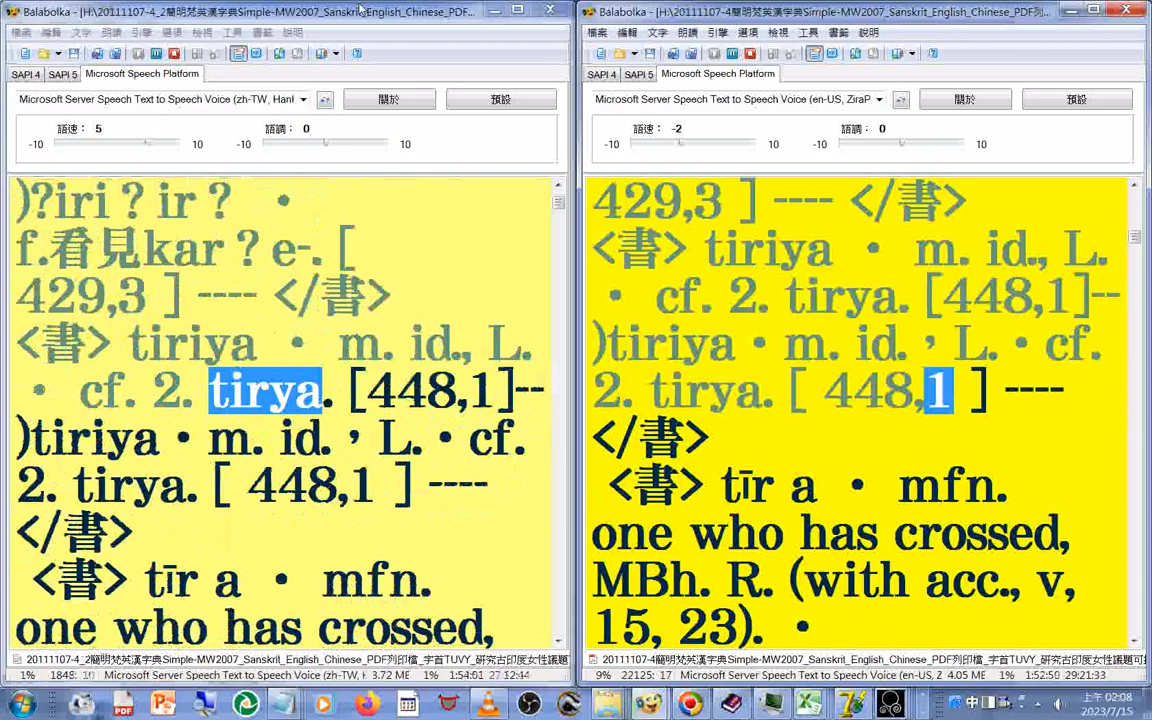 Balabolka - [H:\20111107-4_2簡明梵英漢字典Simple-MW2007_Sanskrit_English_Chinese_PDF...
檔案 編輯 文字 朗讀 引擎 選項 檢視 工具 書籤 說明
SAPI 4 SAPI 5 Microsoft Speech Platform
Microsoft Server Speech Text to Speech Voice (zh-TW, Hanl 關於 預設
語速： 5 語調： 0
-10 10 -10 10
)?iri？ir？ •
f.看見kar？e-. [
429,3 ] ---- </書>
<書> tiriya • m. id., L.
• cf. 2. tirya. [448,1]--
)tiriya • m. id. , L. • cf.
2. tirya. [ 448,1 ] ----
</書>
<書> tīr a • mfn.
one who has crossed,
20111107-4_2簡明梵英漢字典Simple-MW2007_Sanskrit_English_Chinese_PDF列印檔_字首TUVY_研究古印度女性議題
1% 1848: Microsoft Server Speech Text to Speech Voice (zh-TW, H 3.72 ME 1% 1:54:01
Balabolka - [H:\20111107-4簡明梵英漢字典Simple-MW2007_Sanskrit_English_Chinese_PDF列...
檔案 編輯 文字 朗讀 引擎 選項 檢視 工具 書籤 說明
SAPI 4 SAPI 5 Microsoft Speech Platform
Microsoft Server Speech Text to Speech Voice (en-US, ZiraP 關於 預設
語速： -2 語調： 0
-10 10 -10 10
429,3 ] ---- </書>
<書> tiriya • m. id., L.
• cf. 2. tirya. [448,1]--
)tiriya • m. id. , L. • cf.
2. tirya. [ 448,1 ] ----
</書>
<書> tīr a • mfn.
one who has crossed,
MBh. R. (with acc., v,
15, 23). •
20111107-4簡明梵英漢字典Simple-MW2007_Sanskrit_English_Chinese_PDF列印檔_字首TUVY_研究古印度女性議題可
9% 22125: 17 Microsoft Server Speech Text to Speech Voice (en-US, z 4.05 ME 1% 1:52:59 29:21:33
上午 02:08
2023/7/15